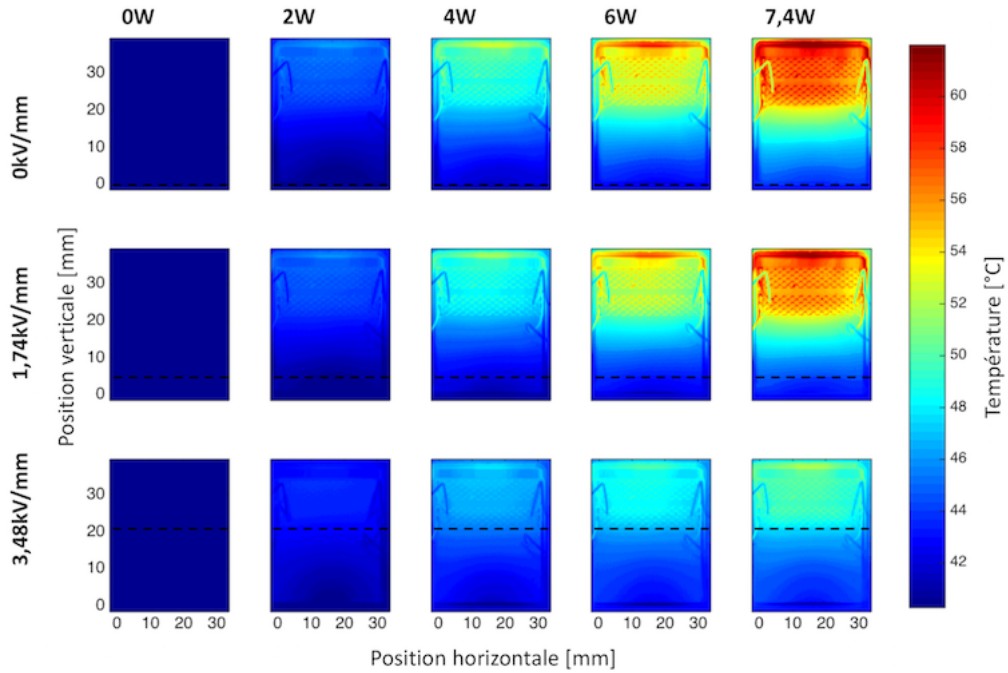 0W 2W 4W 6W 7,4W
0kV/mm
30
20
10
0
1,74kV/mm
30
20
10
0
3,48kV/mm
30
20
10
0
Position verticale [mm]
0 10 20 30 0 10 20 30 0 10 20 30 0 10 20 30 0 10 20 30
Position horizontale [mm]
60
58
56
54
52
50
48
46
44
42
Température [°C]